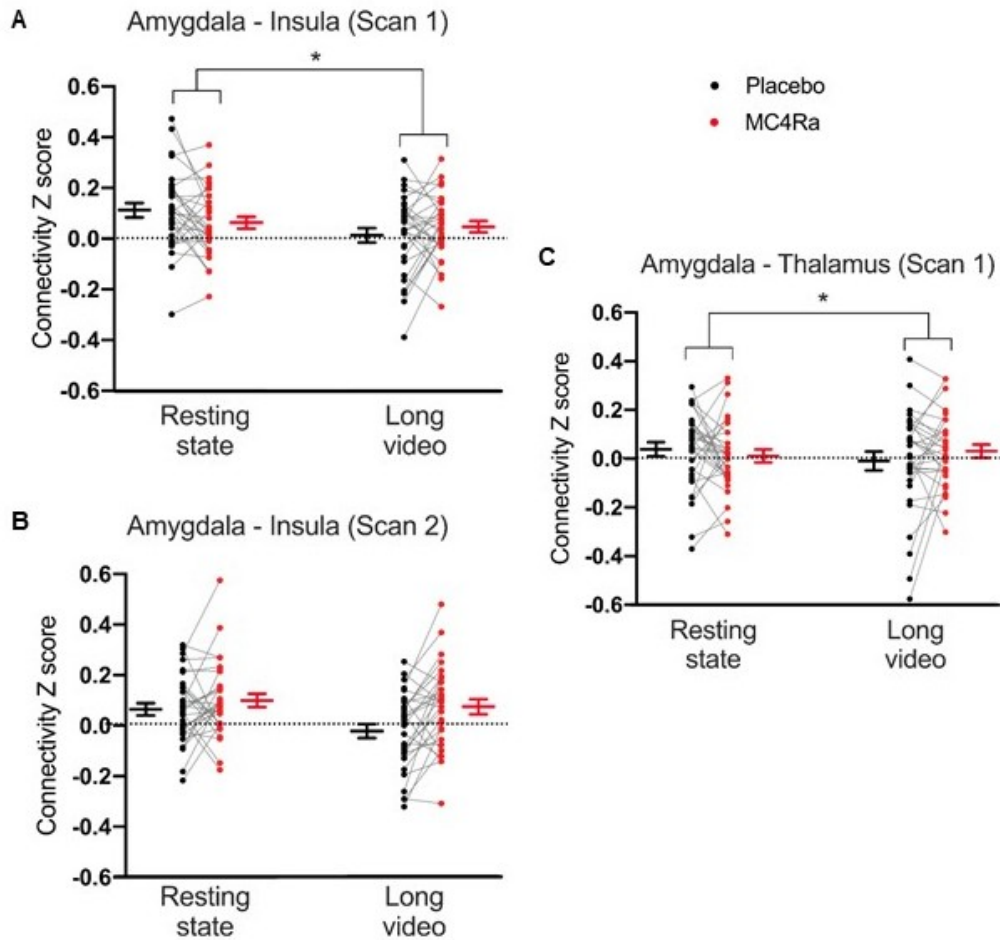 A
Amygdala - Insula (Scan 1)
*
Connectivity Z score
0.6
0.4
0.2
0.0
-0.2
-0.4
-0.6
Resting
state
Long
video
Placebo
MC4Ra
B
Amygdala - Insula (Scan 2)
Connectivity Z score
0.6
0.4
0.2
0.0
-0.2
-0.4
-0.6
Resting
state
Long
video
C
Amygdala - Thalamus (Scan 1)
*
Connectivity Z score
0.6
0.4
0.2
0.0
-0.2
-0.4
-0.6
Resting
state
Long
video